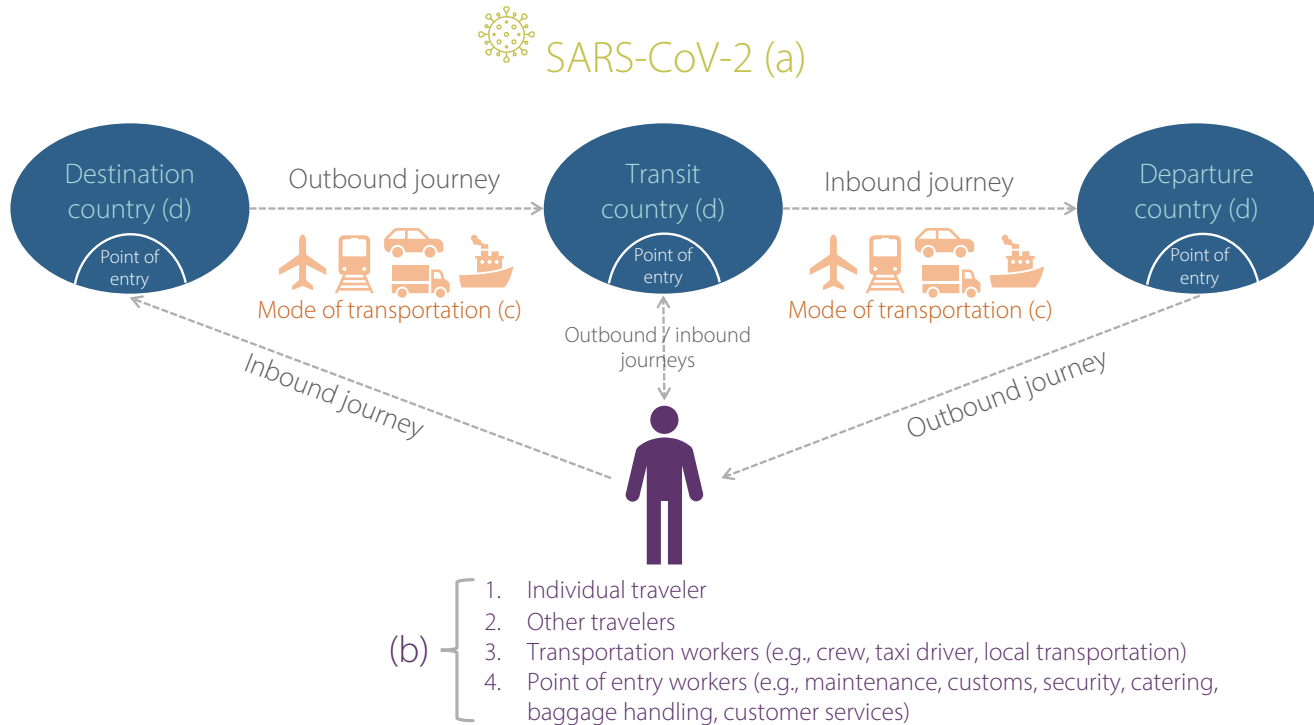 SARS-CoV-2 (a)
Destination
country (d)
Point of
entry
Outbound journey
Mode of transportation (c)
Transit
country (d)
Point of
entry
Inbound journey
Mode of transportation (c)
Departure
country (d)
Point of
entry
Inbound journey
Outbound / inbound
journeys
Outbound journey
(b)
1. Individual traveler
2. Other travelers
3. Transportation workers (e.g., crew, taxi driver, local transportation)
4. Point of entry workers (e.g., maintenance, customs, security, catering,
baggage handling, customer services)